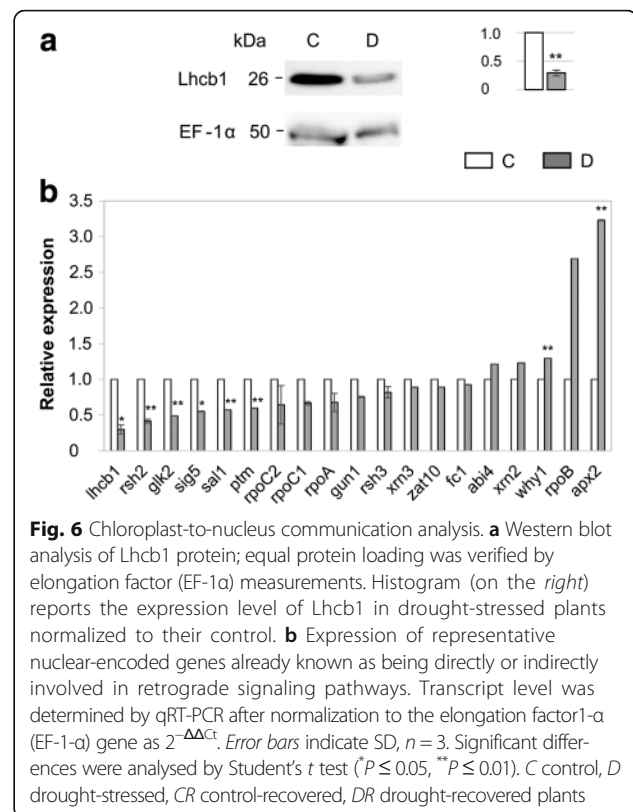 a
kDa C D
Lhcb1 26
EF-1α 50
1.0
0.5
0
**
C D
b
Relative expression
3.5
3.0
2.5
2.0
1.5
1.0
0.5
0
* ** ** * ** ** ** **
lhcb1 rsh2 glk2 sig5 sal1 ptm rpoC2 rpoC1 rpoA gun1 rsh3 xrn3 zat10 fc1 abi4 xrn2 why1 rpoB apx2
Fig. 6 Chloroplast-to-nucleus communication analysis. a Western blot
analysis of Lhcb1 protein; equal protein loading was verified by
elongation factor (EF-1α) measurements. Histogram (on the right)
reports the expression level of Lhcb1 in drought-stressed plants
normalized to their control. b Expression of representative
nuclear-encoded genes already known as being directly or indirectly
involved in retrograde signaling pathways. Transcript level was
determined by qRT-PCR after normalization to the elongation factor1-α
(EF-1-α) gene as 2−ΔΔCt. Error bars indicate SD, n = 3. Significant differ-
ences were analysed by Student’s t test (*P ≤ 0.05, **P ≤ 0.01). C control, D
drought-stressed, CR control-recovered, DR drought-recovered plants